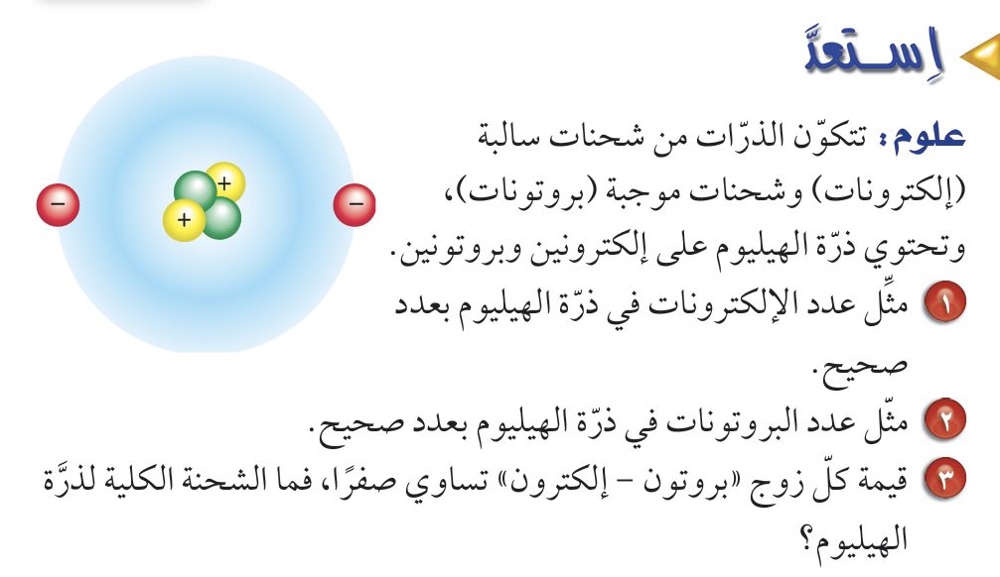 اِستَعدَّ
علوم: تتكوّن الذرّات من شحنات سالبة
(إلكترونات) وشحنات موجبة (بروتونات)،
وتحتوي ذرّة الهيليوم على إلكترونين وبروتونين.
١ مثِّل عدد الإلكترونات في ذرّة الهيليوم بعدد
صحيح.
٢ مثّل عدد البروتونات في ذرّة الهيليوم بعدد صحيح.
٣ قيمة كلّ زوج «بروتون – إلكترون» تساوي صفرًا، فما الشحنة الكلية لذرَّة
الهيليوم؟
+
− −
+